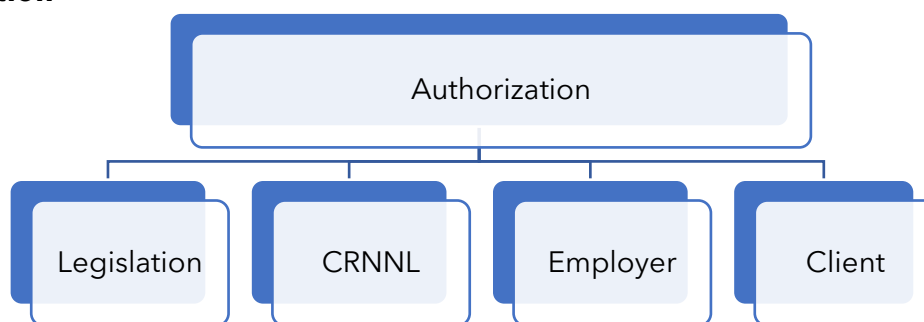 Authorization
Legislation
CRNNL
Employer
Client